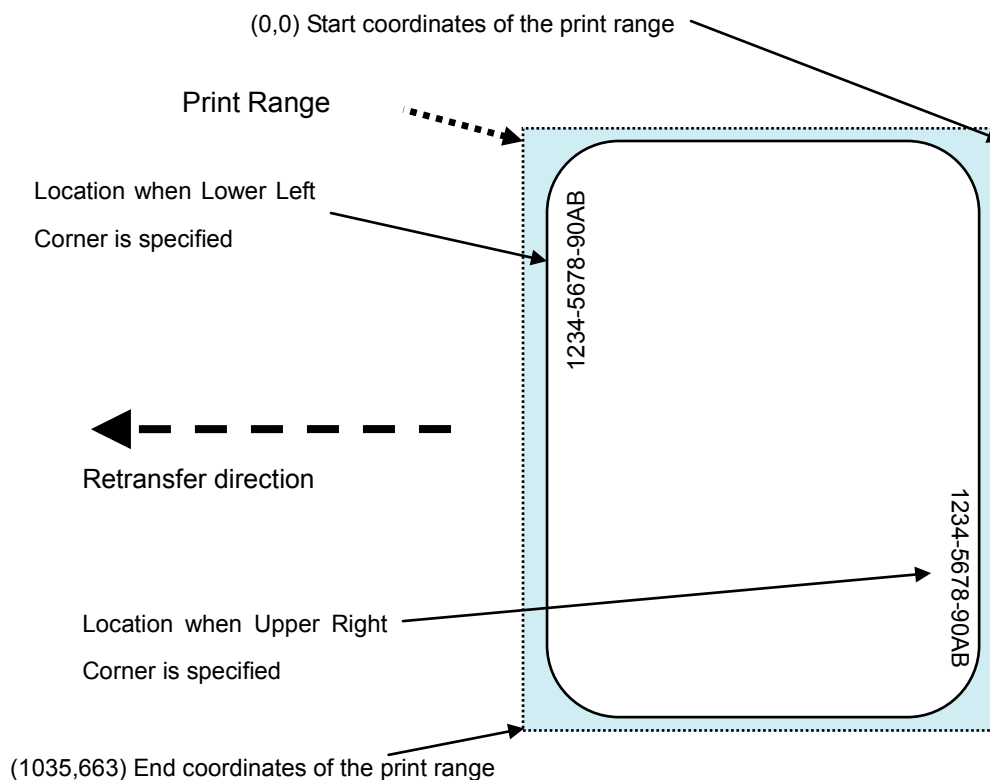 (0,0) Start coordinates of the print range
Print Range
Location when Lower Left
Corner is specified
1234-5678-90AB
Retransfer direction
1234-5678-90AB
Location when Upper Right
Corner is specified
(1035,663) End coordinates of the print range